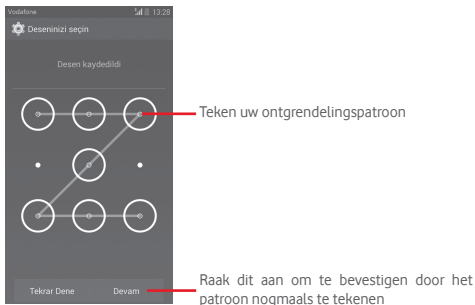 Vodafone 13:28
Deseninizi seçin
Desen kaydedildi
Teken uw ontgrendelingspatroon
Tekrar Dene Devam
Raak dit aan om te bevestigen door het
patroon nogmaals te tekenen